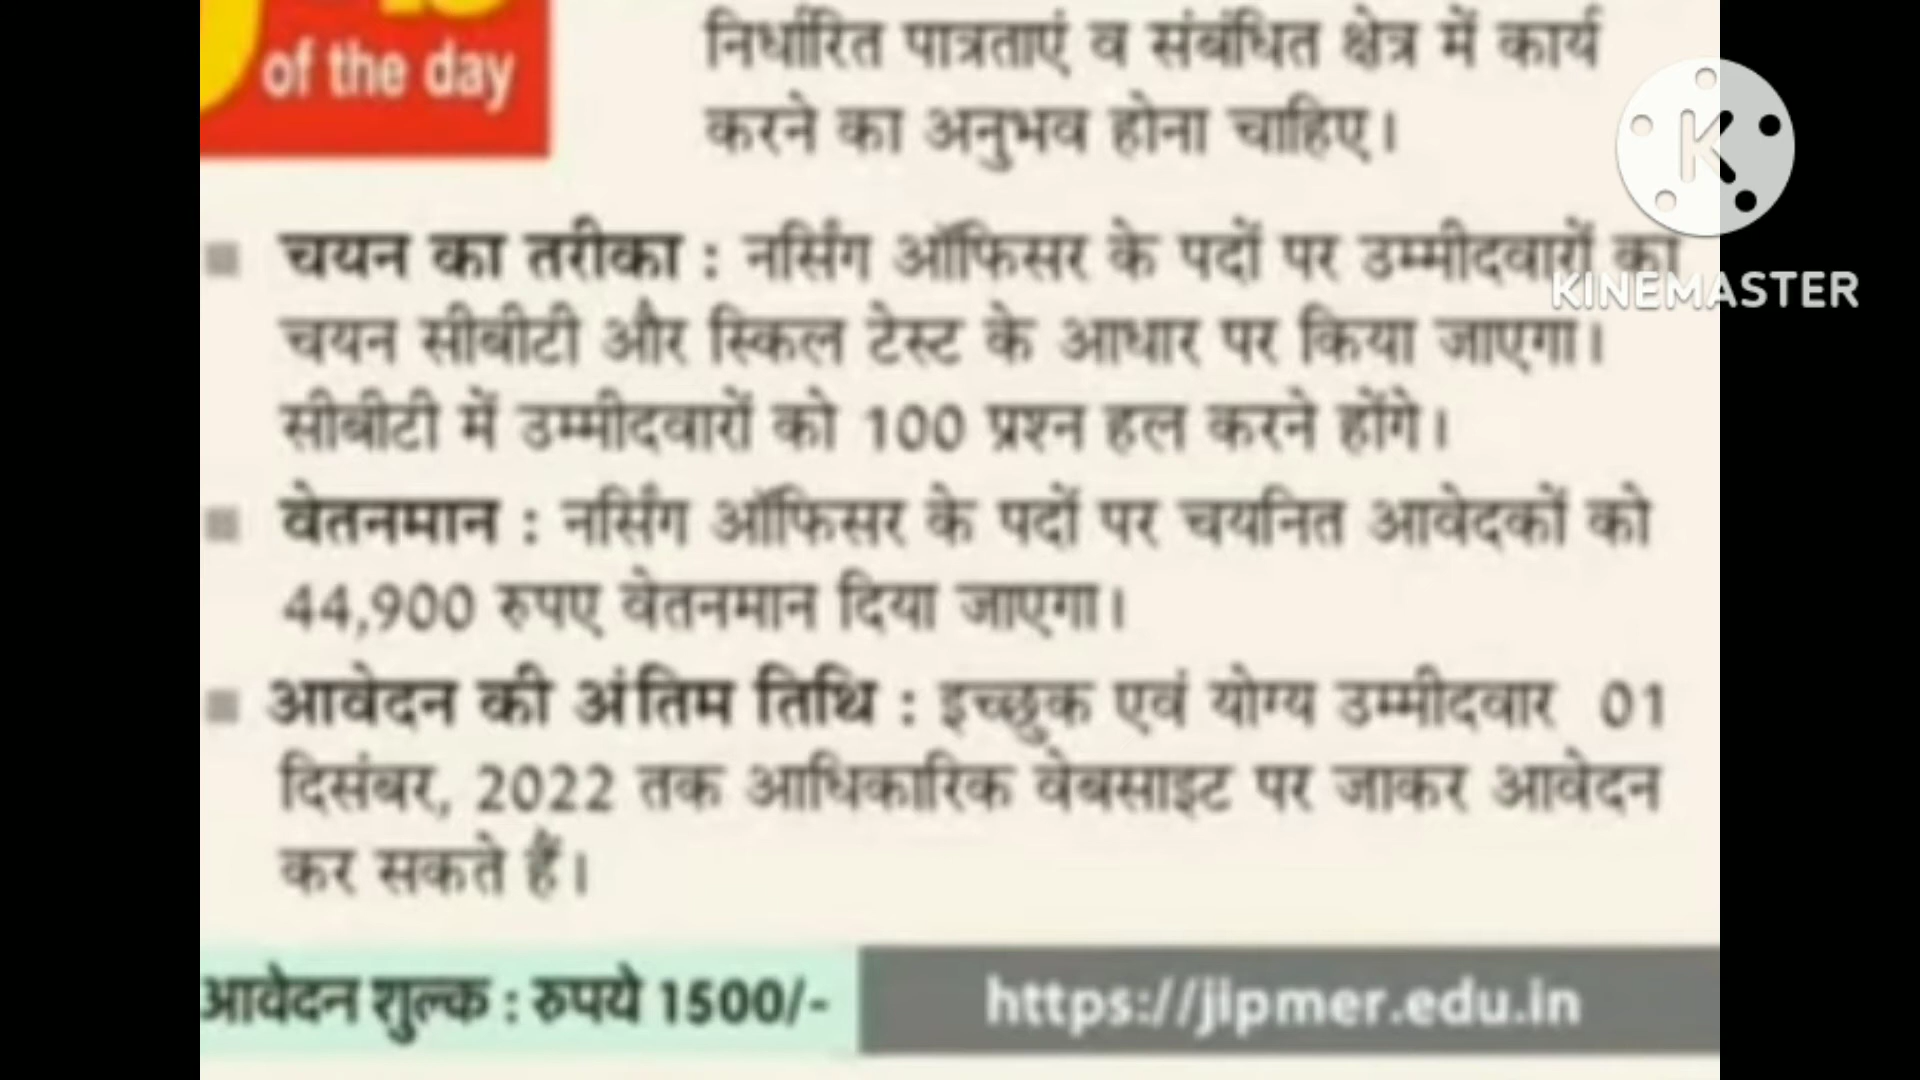 of the day
निर्धारित पात्रताएं व संबंधित क्षेत्र में कार्य
करने का अनुभव होना चाहिए।
चयन का तरीका : नर्सिंग ऑफिसर के पदों पर उम्मीदवारों का
चयन सीबीटी और स्किल टेस्ट के आधार पर किया जाएगा।
सीबीटी में उम्मीदवारों को 100 प्रश्न हल करने होंगे।
वेतनमान : नर्सिंग ऑफिसर के पदों पर चयनित आवेदकों को
44,900 रुपए वेतनमान दिया जाएगा।
आवेदन की अंतिम तिथि : इच्छुक एवं योग्य उम्मीदवार 01
दिसंबर, 2022 तक आधिकारिक वेबसाइट पर जाकर आवेदन
कर सकते हैं।
आवेदन शुल्क : रुपये 1500/-
https://jipmer.edu.in
K
KINEMASTER